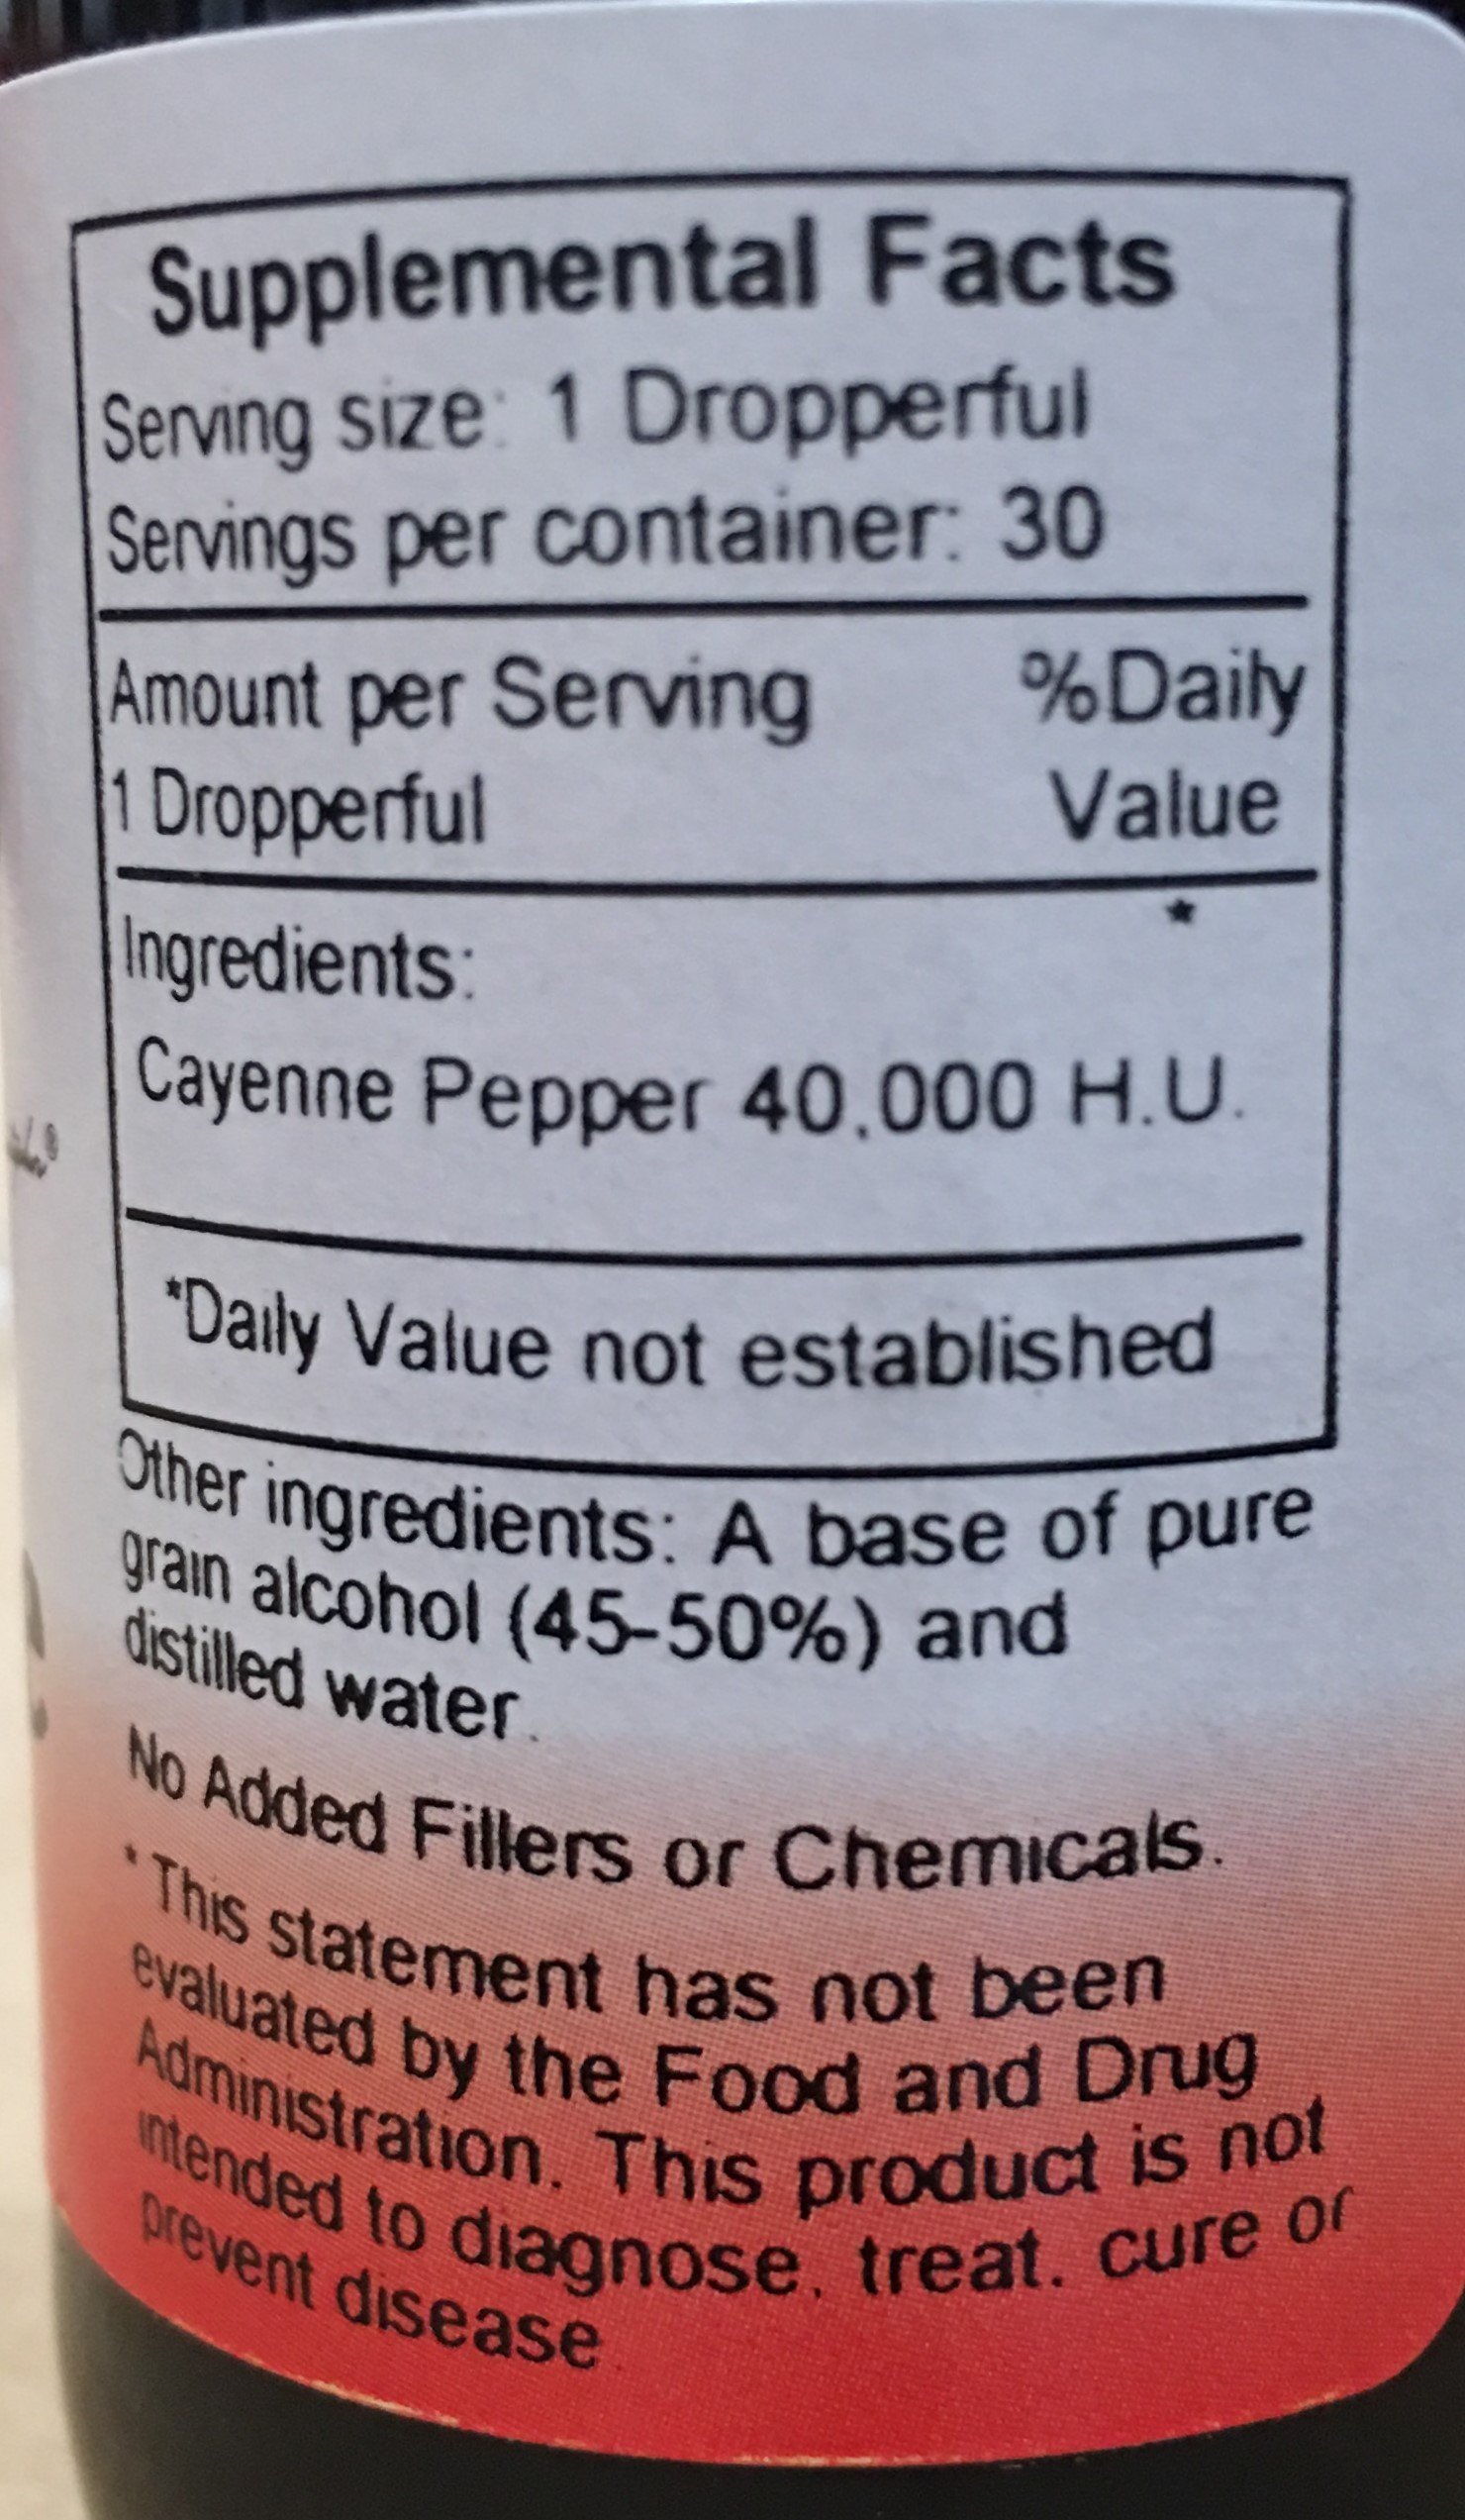 Supplemental Facts
Serving size: 1 Dropperful
Servings per container: 30
Amount per Serving %Daily
1 Dropperful Value
*
Ingredients:
Cayenne Pepper 40,000 H.U.
*Daily Value not established
Other ingredients: A base of pure
grain alcohol (45-50%) and
distilled water.
No Added Fillers or Chemicals.
* This statement has not been
evaluated by the Food and Drug
Administration. This product is not
intended to diagnose, treat, cure or
prevent disease